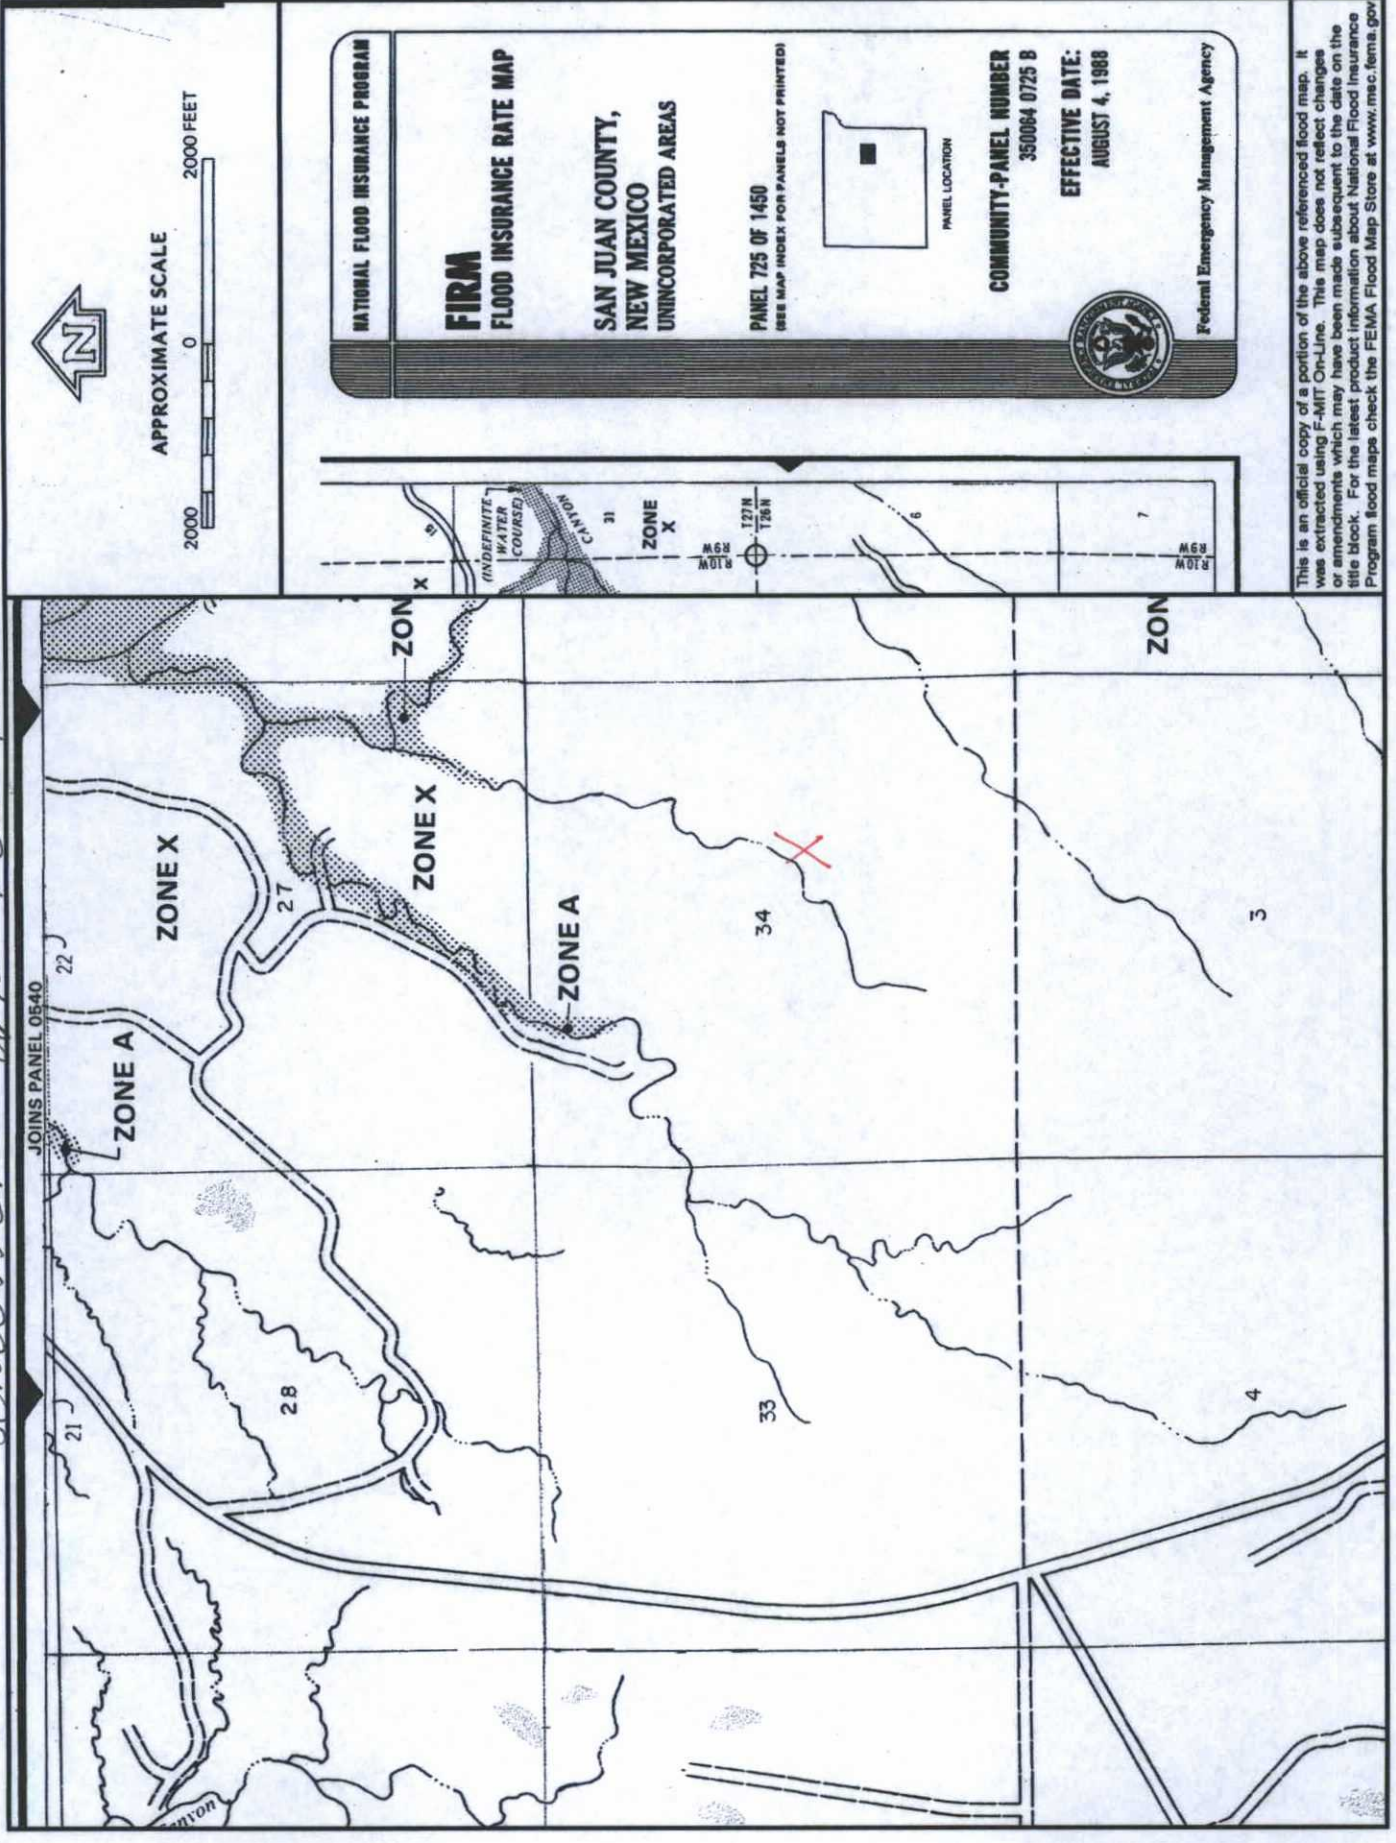 JOINS PANEL 0540
21
22
ZONE A
ZONE X
27
28
ZONE X
ZON
ZONE A
33
34
4
3
ZON
anyon
N
APPROXIMATE SCALE
2000
0
2000 FEET
NATIONAL FLOOD INSURANCE PROGRAM
FIRM
FLOOD INSURANCE RATE MAP
SAN JUAN COUNTY,
NEW MEXICO
UNINCORPORATED AREAS
PANEL 725 OF 1450
(SEE MAP INDEX FOR PANELS NOT PRINTED)
PANEL LOCATION
COMMUNITY-PANEL NUMBER
350064 0725 B
EFFECTIVE DATE:
AUGUST 4, 1988
Federal Emergency Management Agency
X
(INDEFINITE
WATER
COURSE)
CANYON
31
ZONE
X
R10W
R9W
T27N
T26N
6
7
R10W
R9W
This is an official copy of a portion of the above referenced flood map. It
was extracted using F-MIT On-Line. This map does not reflect changes
or amendments which may have been made subsequent to the date on the
title block. For the latest product information about National Flood Insurance
Program flood maps check the FEMA Flood Map Store at www.msc.fema.gov